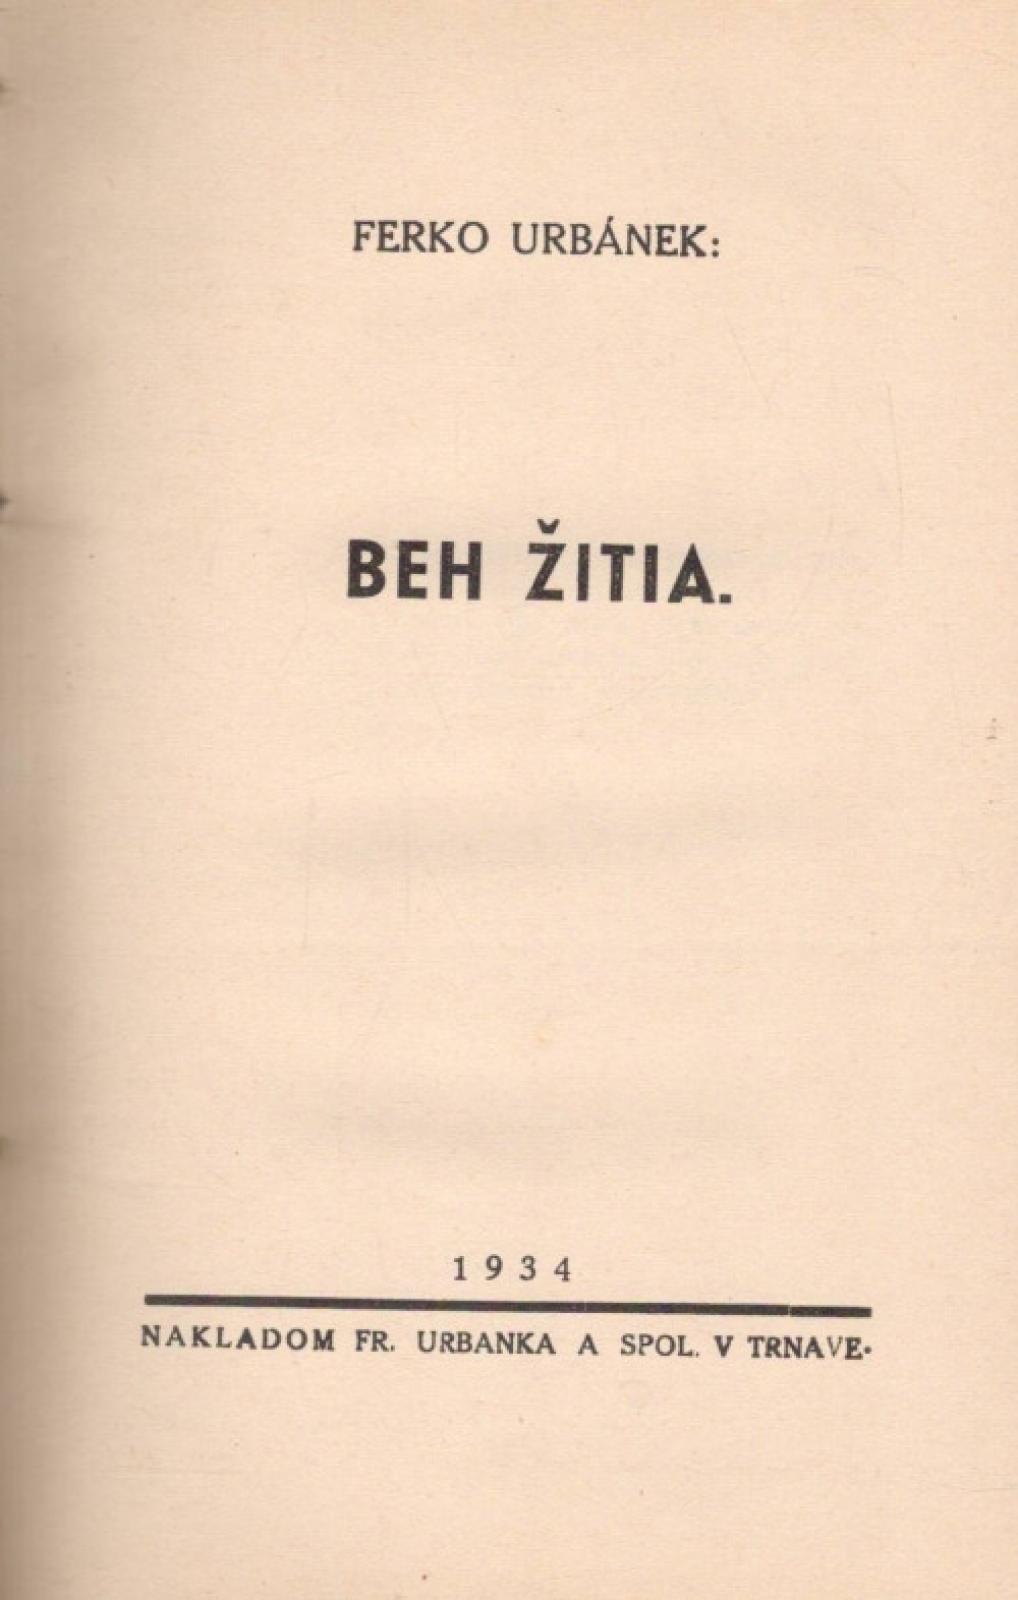 FERKO URBÁNEK:
BEH ŽITIA.
1934
NAKLADOM FR. URBANKA A SPOL. V TRNAVE.